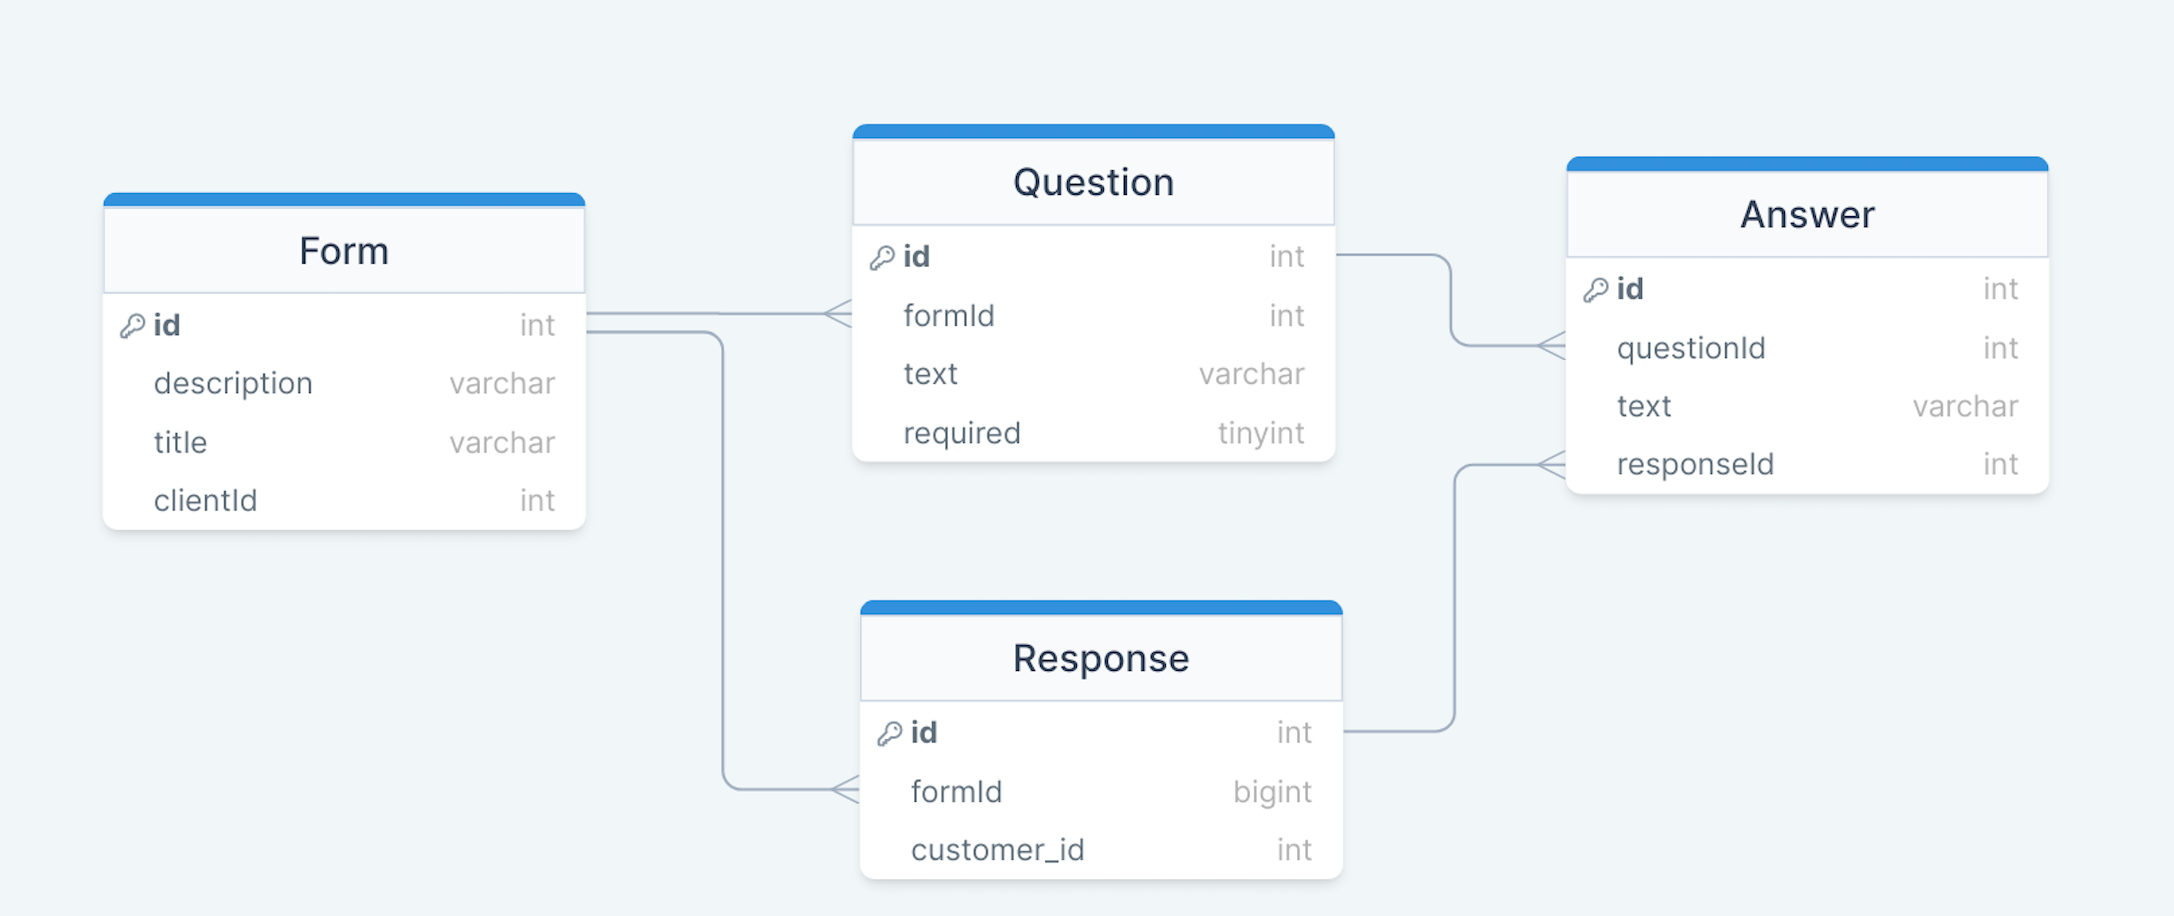 Form
id int
description varchar
title varchar
clientId int
Question
id int
formId int
text varchar
required tinyint
Answer
id int
questionId int
text varchar
responseId int
Response
id int
formId bigint
customer_id int